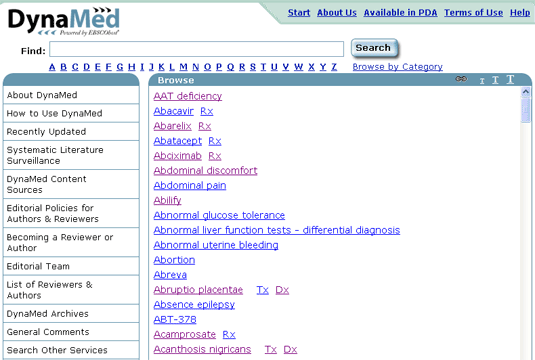 DynaMed
Powered by EBSCOhost
Start About Us Available in PDA Terms of Use Help
Find: Search
A B C D E F G H I J K L M N O P Q R S T U V W X Y Z Browse by Category
About DynaMed
How to Use DynaMed
Recently Updated
Systematic Literature
Surveillance
DynaMed Content
Sources
Editorial Policies for
Authors & Reviewers
Becoming a Reviewer or
Author
Editorial Team
List of Reviewers &
Authors
DynaMed Archives
General Comments
Search Other Services
Browse T T T
AAT deficiency
Abacavir Rx
Abarelix Rx
Abatacept Rx
Abciximab Rx
Abdominal discomfort
Abdominal pain
Abilify
Abnormal glucose tolerance
Abnormal liver function tests - differential diagnosis
Abnormal uterine bleeding
Abortion
Abreva
Abruptio placentae Tx Dx
Absence epilepsy
ABT-378
Acamprosate Rx
Acanthosis nigricans Tx Dx